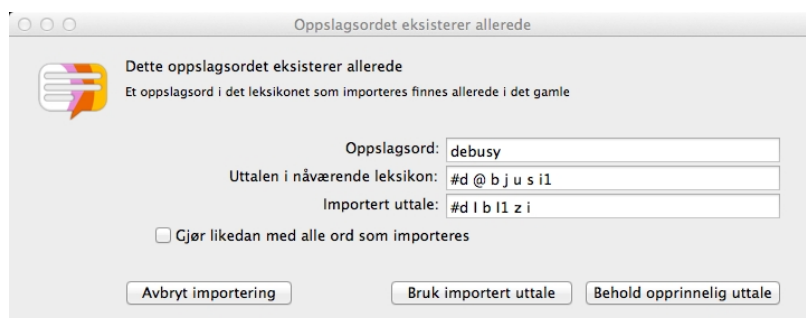 Oppslagsordet eksisterer allerede
Dette oppslagsordet eksisterer allerede
Et oppslagsord i det leksikonet som importeres finnes allerede i det gamle
Oppslagsord: debusy
Uttalen i nåværende leksikon: #d @ b j u s i1
Importert uttale: #d I b I1 z i
Gjør likedan med alle ord som importeres
Avbryt importering Bruk importert uttale Behold opprinnelig uttale